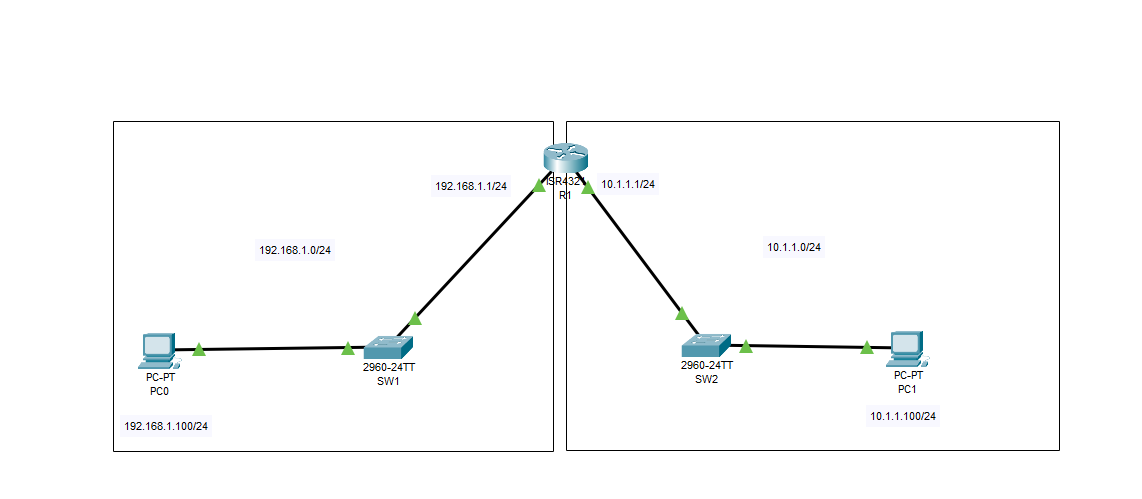 192.168.1.1/24
ISR4321
R1
10.1.1.1/24
192.168.1.0/24
10.1.1.0/24
PC-PT
PC0
2960-24TT
SW1
2960-24TT
SW2
PC-PT
PC1
192.168.1.100/24
10.1.1.100/24